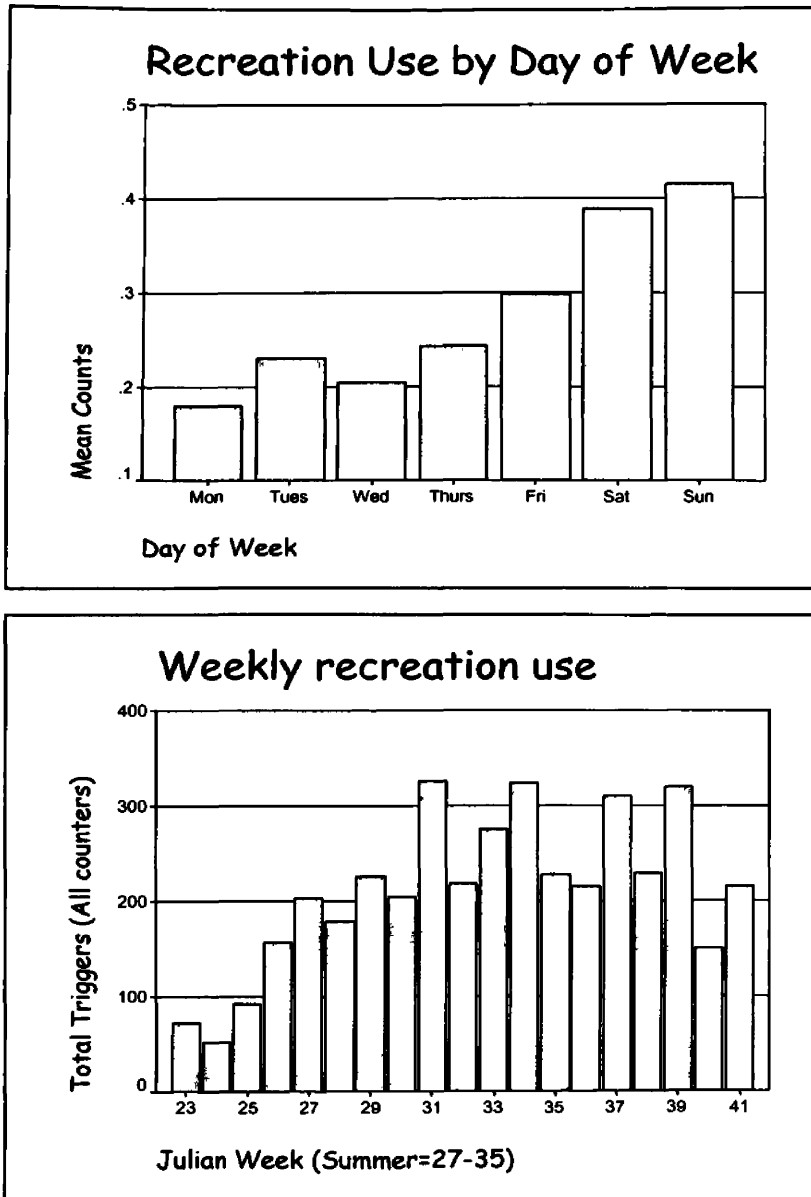 Recreation Use by Day of Week
.5
.4
.3
.2
.1
Mean Counts
Mon Tues Wed Thurs Fri Sat Sun
Day of Week
Weekly recreation use
400
300
200
100
0
Total Triggers (All counters)
23 25 27 29 31 33 35 37 39 41
Julian Week (Summer=27-35)